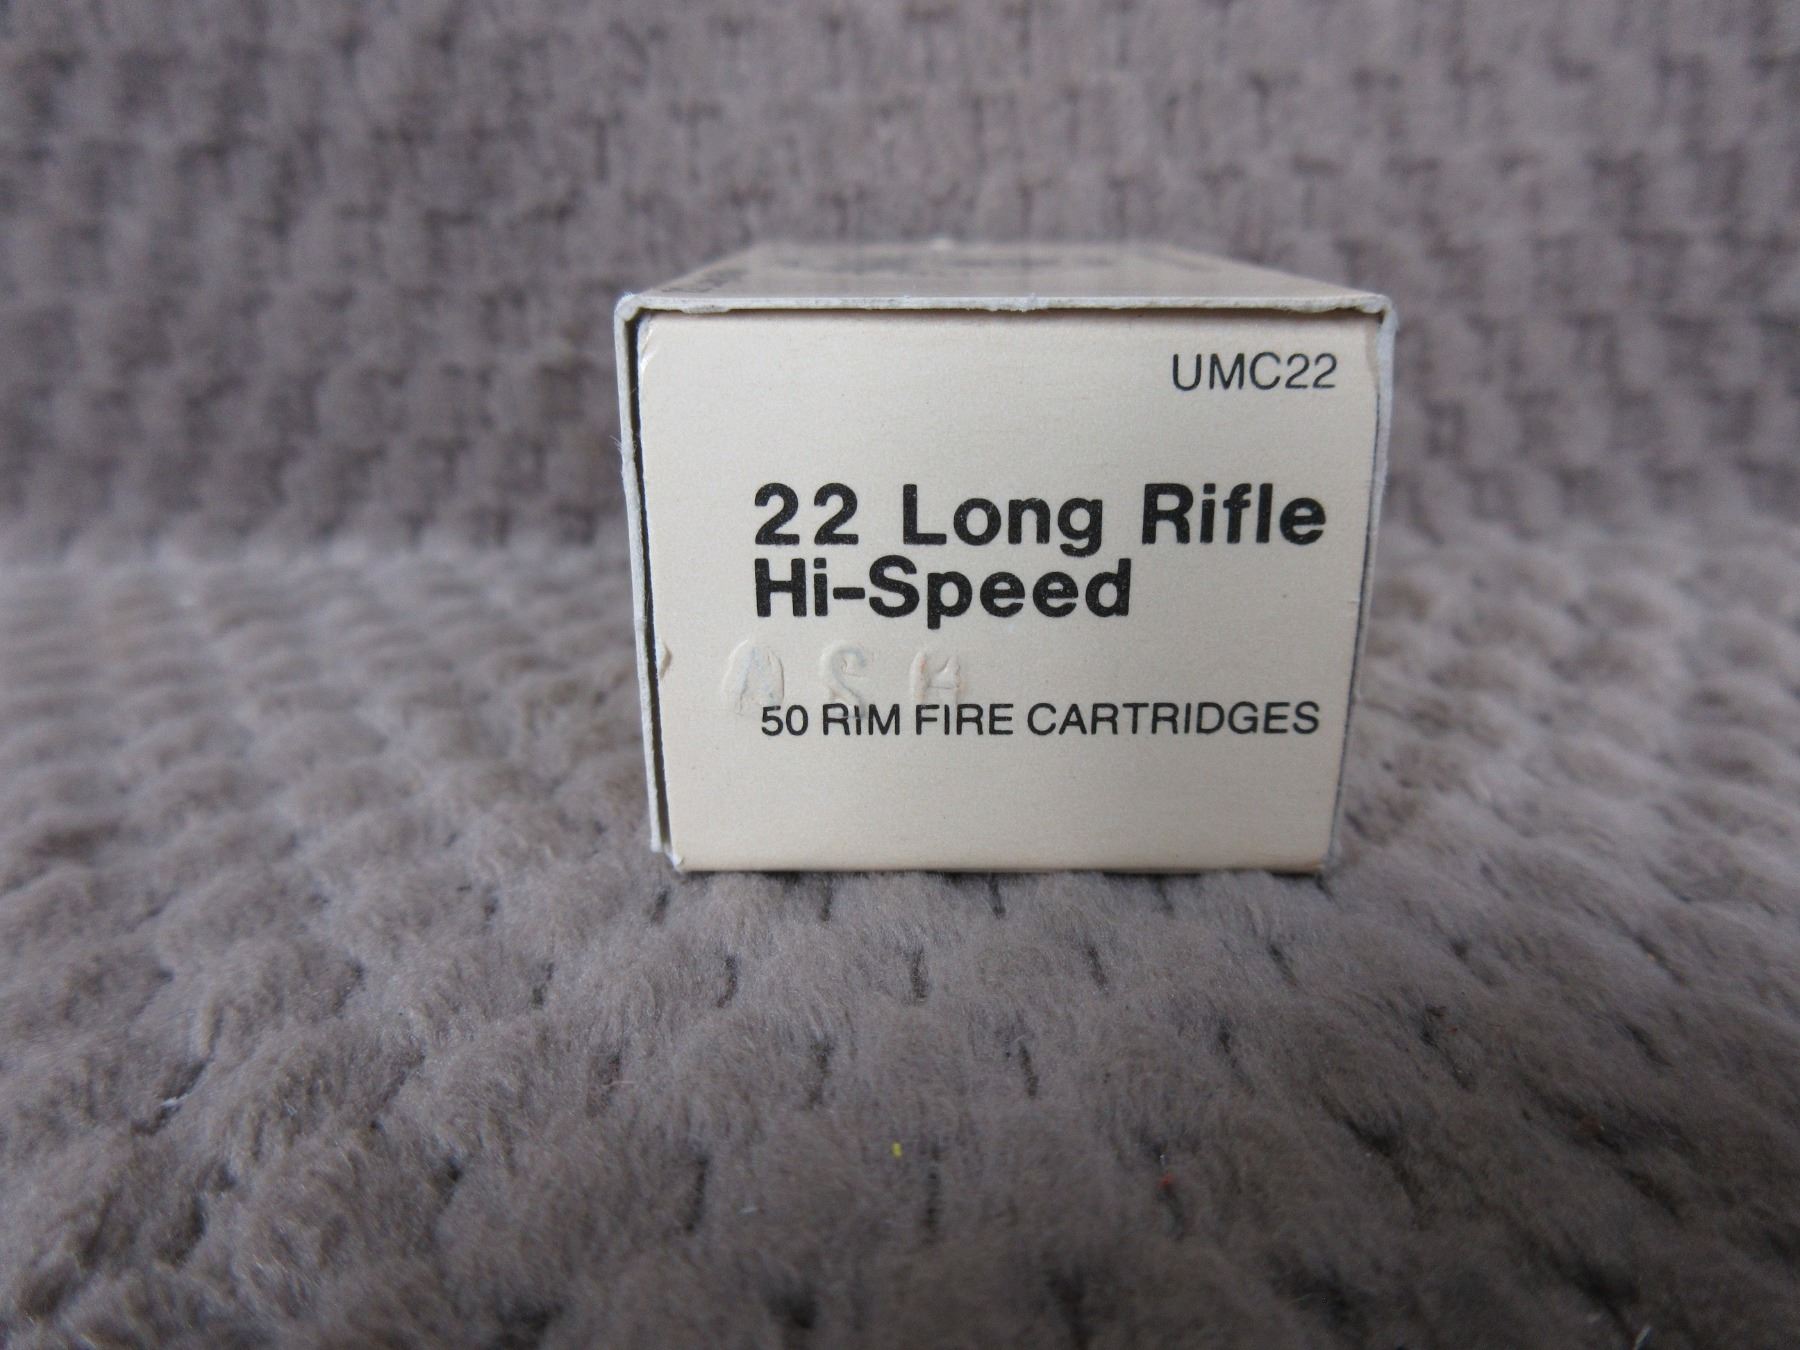 UMC22
22 Long Rifle
Hi-Speed
50 RIM FIRE CARTRIDGES